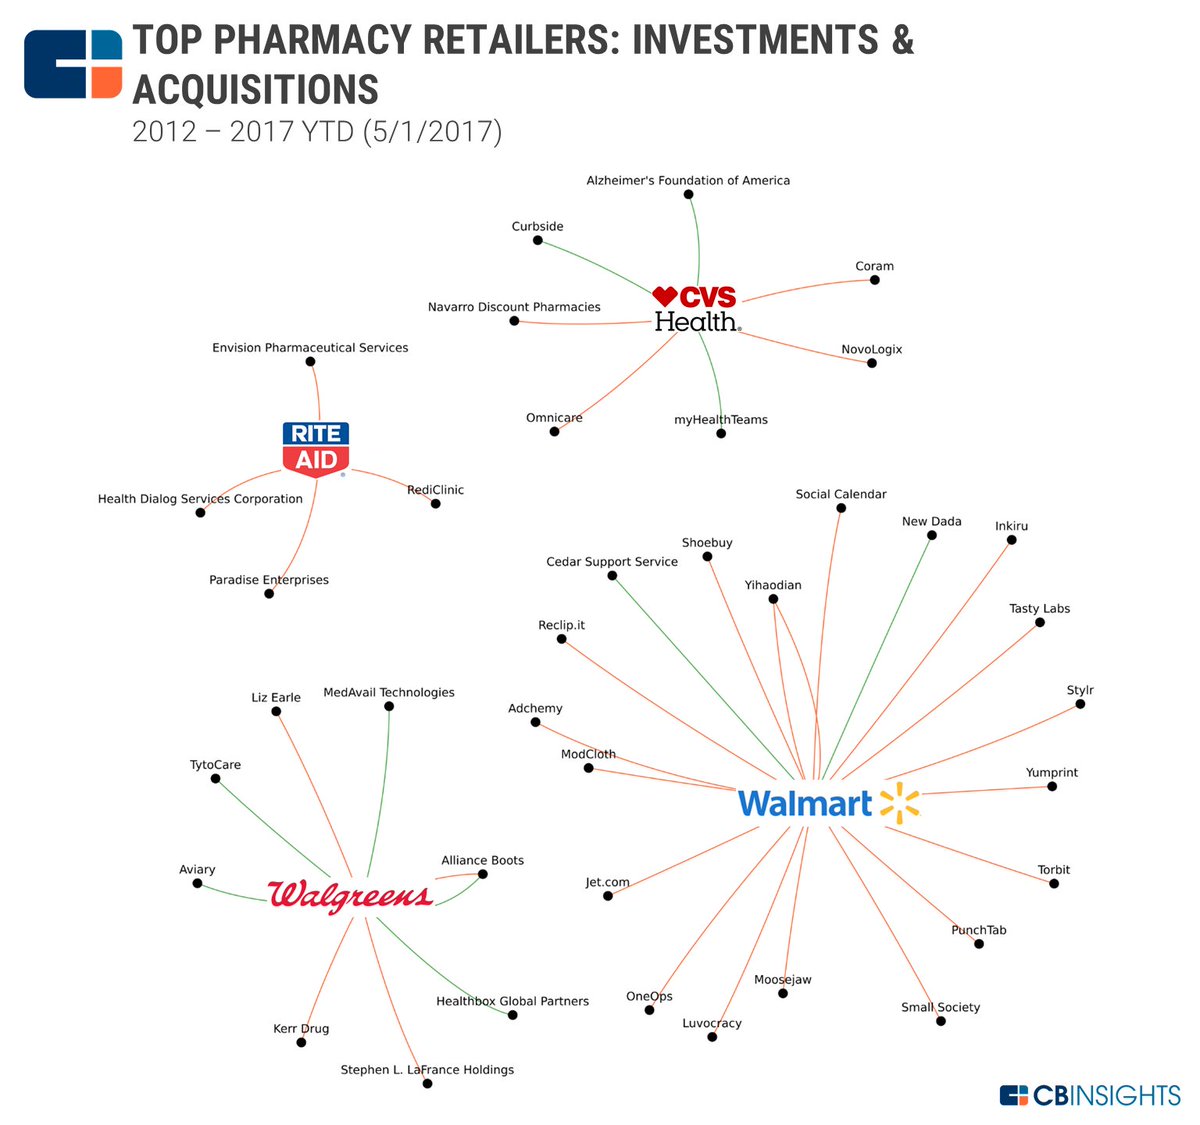 TOP PHARMACY RETAILERS: INVESTMENTS &
ACQUISITIONS
2012 – 2017 YTD (5/1/2017)
Alzheimer's Foundation of America
Curbside
Coram
CVS
Health
Navarro Discount Pharmacies
NovoLogix
Omnicare
myHealthTeams
Envision Pharmaceutical Services
RITE
AID
Health Dialog Services Corporation
RediClinic
Paradise Enterprises
Social Calendar
New Dada
Inkiru
Shoebuy
Cedar Support Service
Yihaodian
Tasty Labs
Reclip.it
Stylr
Adchemy
ModCloth
Yumprint
Walmart
Jet.com
Torbit
PunchTab
Moosejaw
OneOps
Small Society
Luvocracy
MedAvail Technologies
Liz Earle
TytoCare
Alliance Boots
Aviary
Walgreens
Healthbox Global Partners
Kerr Drug
Stephen L. LaFrance Holdings
CBINSIGHTS